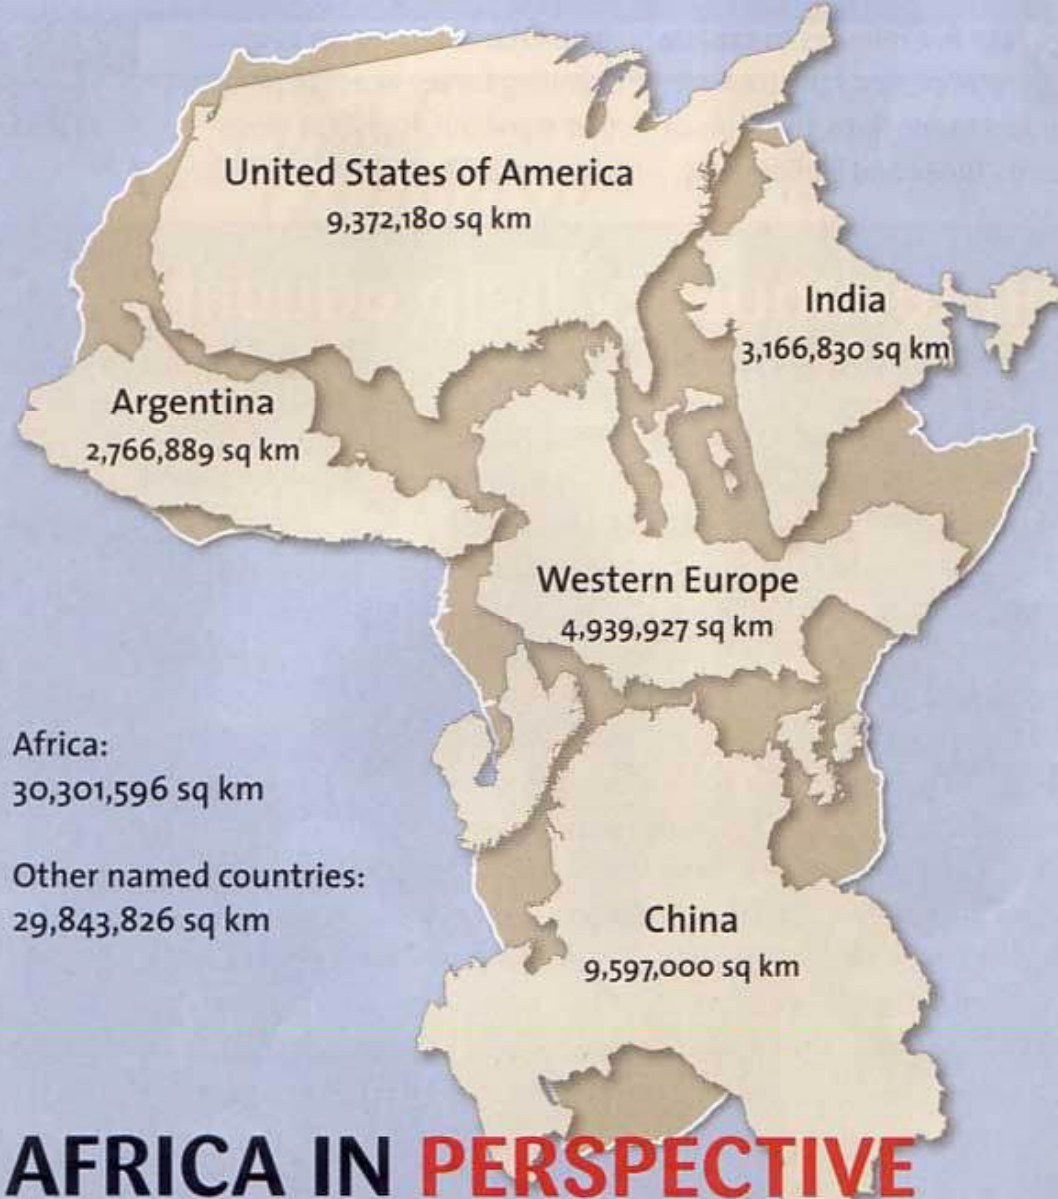 United States of America
9,372,180 sq km
India
3,166,830 sq km
Argentina
2,766,889 sq km
Western Europe
4,939,927 sq km
Africa:
30,301,596 sq km
Other named countries:
29,843,826 sq km
China
9,597,000 sq km
AFRICA IN PERSPECTIVE